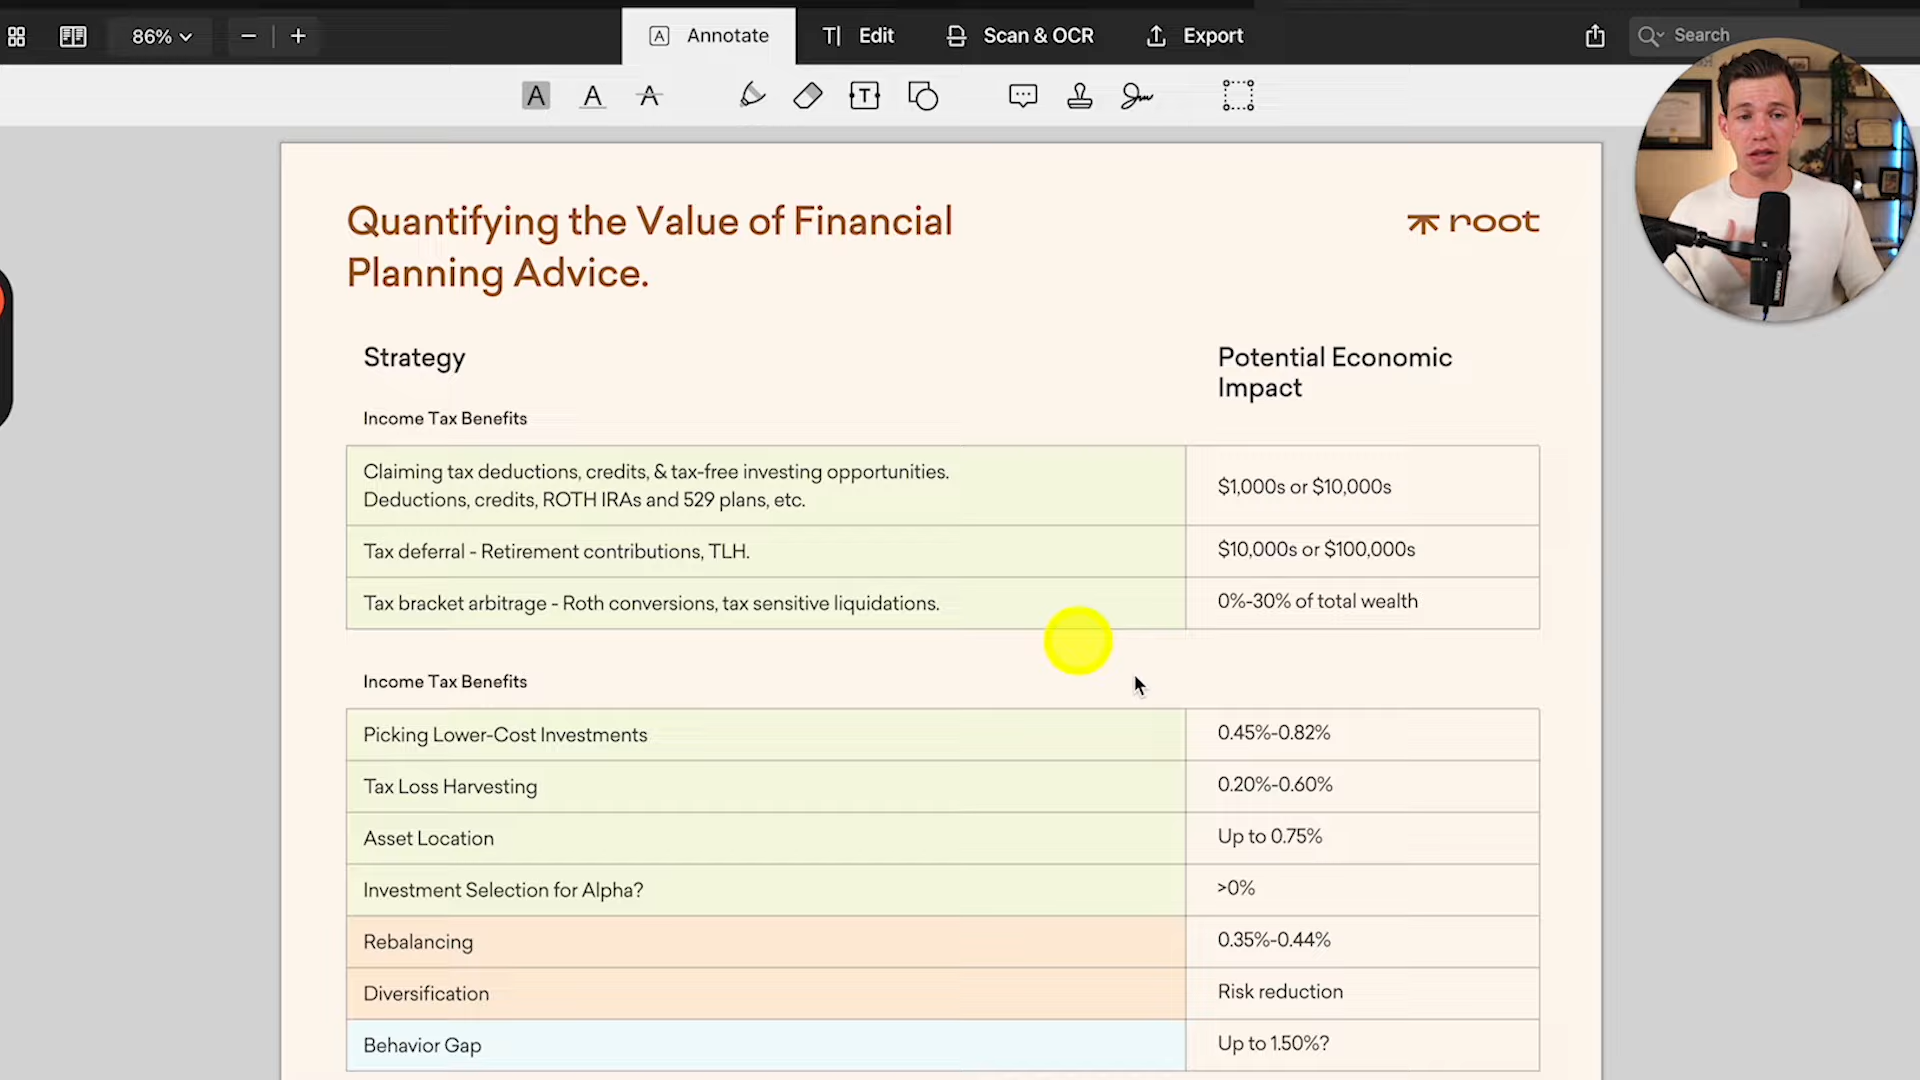 86%
Annotate
Edit
Scan & OCR
Export
Search
Quantifying the Value of Financial
Planning Advice.
root
Strategy
Potential Economic
Impact
Income Tax Benefits
Claiming tax deductions, credits, & tax-free investing opportunities.
Deductions, credits, ROTH IRAs and 529 plans, etc.
$1,000s or $10,000s
Tax deferral - Retirement contributions, TLH.
$10,000s or $100,000s
Tax bracket arbitrage - Roth conversions, tax sensitive liquidations.
0%-30% of total wealth
Income Tax Benefits
Picking Lower-Cost Investments
0.45%-0.82%
Tax Loss Harvesting
0.20%-0.60%
Asset Location
Up to 0.75%
Investment Selection for Alpha?
>0%
Rebalancing
0.35%-0.44%
Diversification
Risk reduction
Behavior Gap
Up to 1.50%?